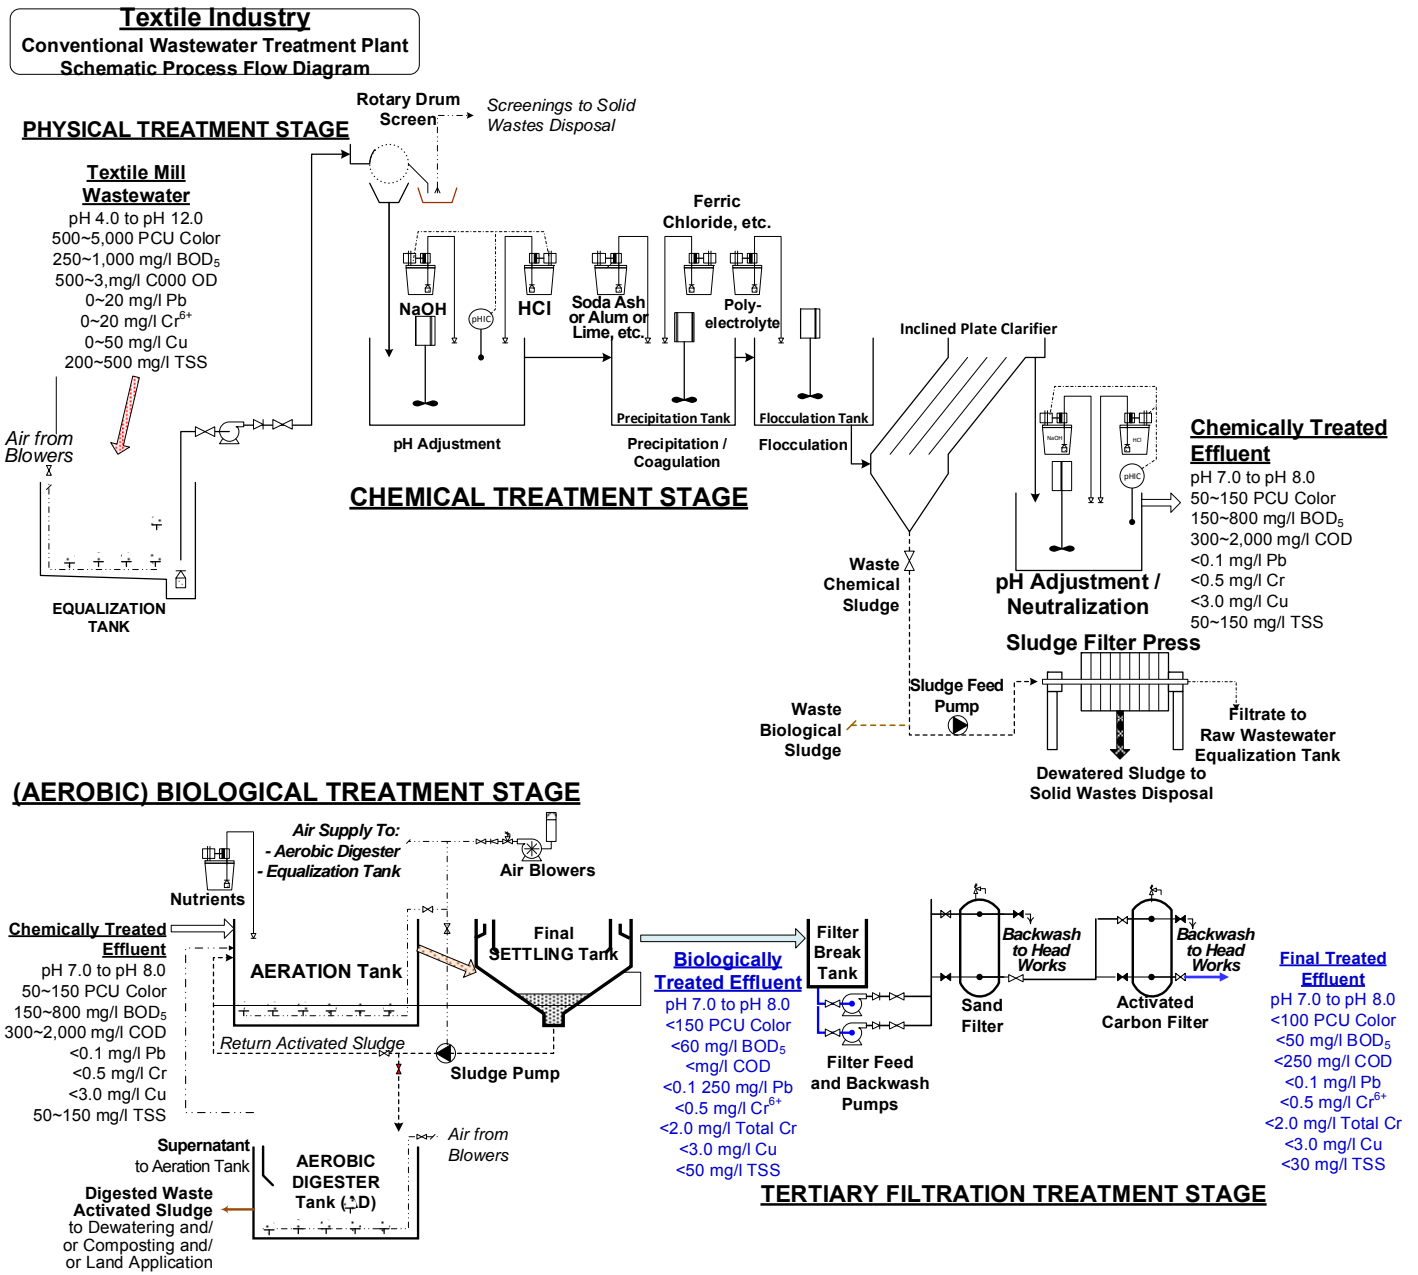 Textile Industry
Conventional Wastewater Treatment Plant
Schematic Process Flow Diagram
PHYSICAL TREATMENT STAGE
Rotary Drum
Screen
Screenings to Solid
Wastes Disposal
Textile Mill
Wastewater
pH 4.0 to pH 12.0
500~5,000 PCU Color
250~1,000 mg/l BOD₅
500~3,mg/l C000 OD
0~20 mg/l Pb
0~20 mg/l Cr⁶⁺
0~50 mg/l Cu
200~500 mg/l TSS
Air from
Blowers
EQUALIZATION
TANK
NaOH
pHIC
HCl
Soda Ash
or Alum or
Lime, etc.
Ferric
Chloride, etc.
Poly-
electrolyte
pH Adjustment
Precipitation Tank
Precipitation /
Coagulation
Flocculation Tank
Flocculation
CHEMICAL TREATMENT STAGE
Inclined Plate Clarifier
NaOH
HCl
pHIC
pH Adjustment /
Neutralization
Chemically Treated
Effluent
pH 7.0 to pH 8.0
50~150 PCU Color
150~800 mg/l BOD₅
300~2,000 mg/l COD
<0.1 mg/l Pb
<0.5 mg/l Cr
<3.0 mg/l Cu
50~150 mg/l TSS
Waste
Chemical
Sludge
Sludge Filter Press
Sludge Feed
Pump
Waste
Biological
Sludge
Filtrate to
Raw Wastewater
Equalization Tank
Dewatered Sludge to
Solid Wastes Disposal
(AEROBIC) BIOLOGICAL TREATMENT STAGE
Air Supply To:
- Aerobic Digester
- Equalization Tank
Air Blowers
Nutrients
Chemically Treated
Effluent
pH 7.0 to pH 8.0
50~150 PCU Color
150~800 mg/l BOD₅
300~2,000 mg/l COD
<0.1 mg/l Pb
<0.5 mg/l Cr
<3.0 mg/l Cu
50~150 mg/l TSS
AERATION Tank
Final
SETTLING Tank
Return Activated Sludge
Sludge Pump
Supernatant
to Aeration Tank
AEROBIC
DIGESTER
Tank (AD)
Air from
Blowers
Digested Waste
Activated Sludge
to Dewatering and/
or Composting and/
or Land Application
Biologically
Treated Effluent
pH 7.0 to pH 8.0
<150 PCU Color
<60 mg/l BOD₅
<mg/l COD
<0.1 250 mg/l Pb
<0.5 mg/l Cr⁶⁺
<2.0 mg/l Total Cr
<3.0 mg/l Cu
<50 mg/l TSS
Filter
Break
Tank
Filter Feed
and Backwash
Pumps
Backwash
to Head
Works
Sand
Filter
Backwash
to Head
Works
Activated
Carbon Filter
Final Treated
Effluent
pH 7.0 to pH 8.0
<100 PCU Color
<50 mg/l BOD₅
<250 mg/l COD
<0.1 mg/l Pb
<0.5 mg/l Cr⁶⁺
<2.0 mg/l Total Cr
<3.0 mg/l Cu
<30 mg/l TSS
TERTIARY FILTRATION TREATMENT STAGE